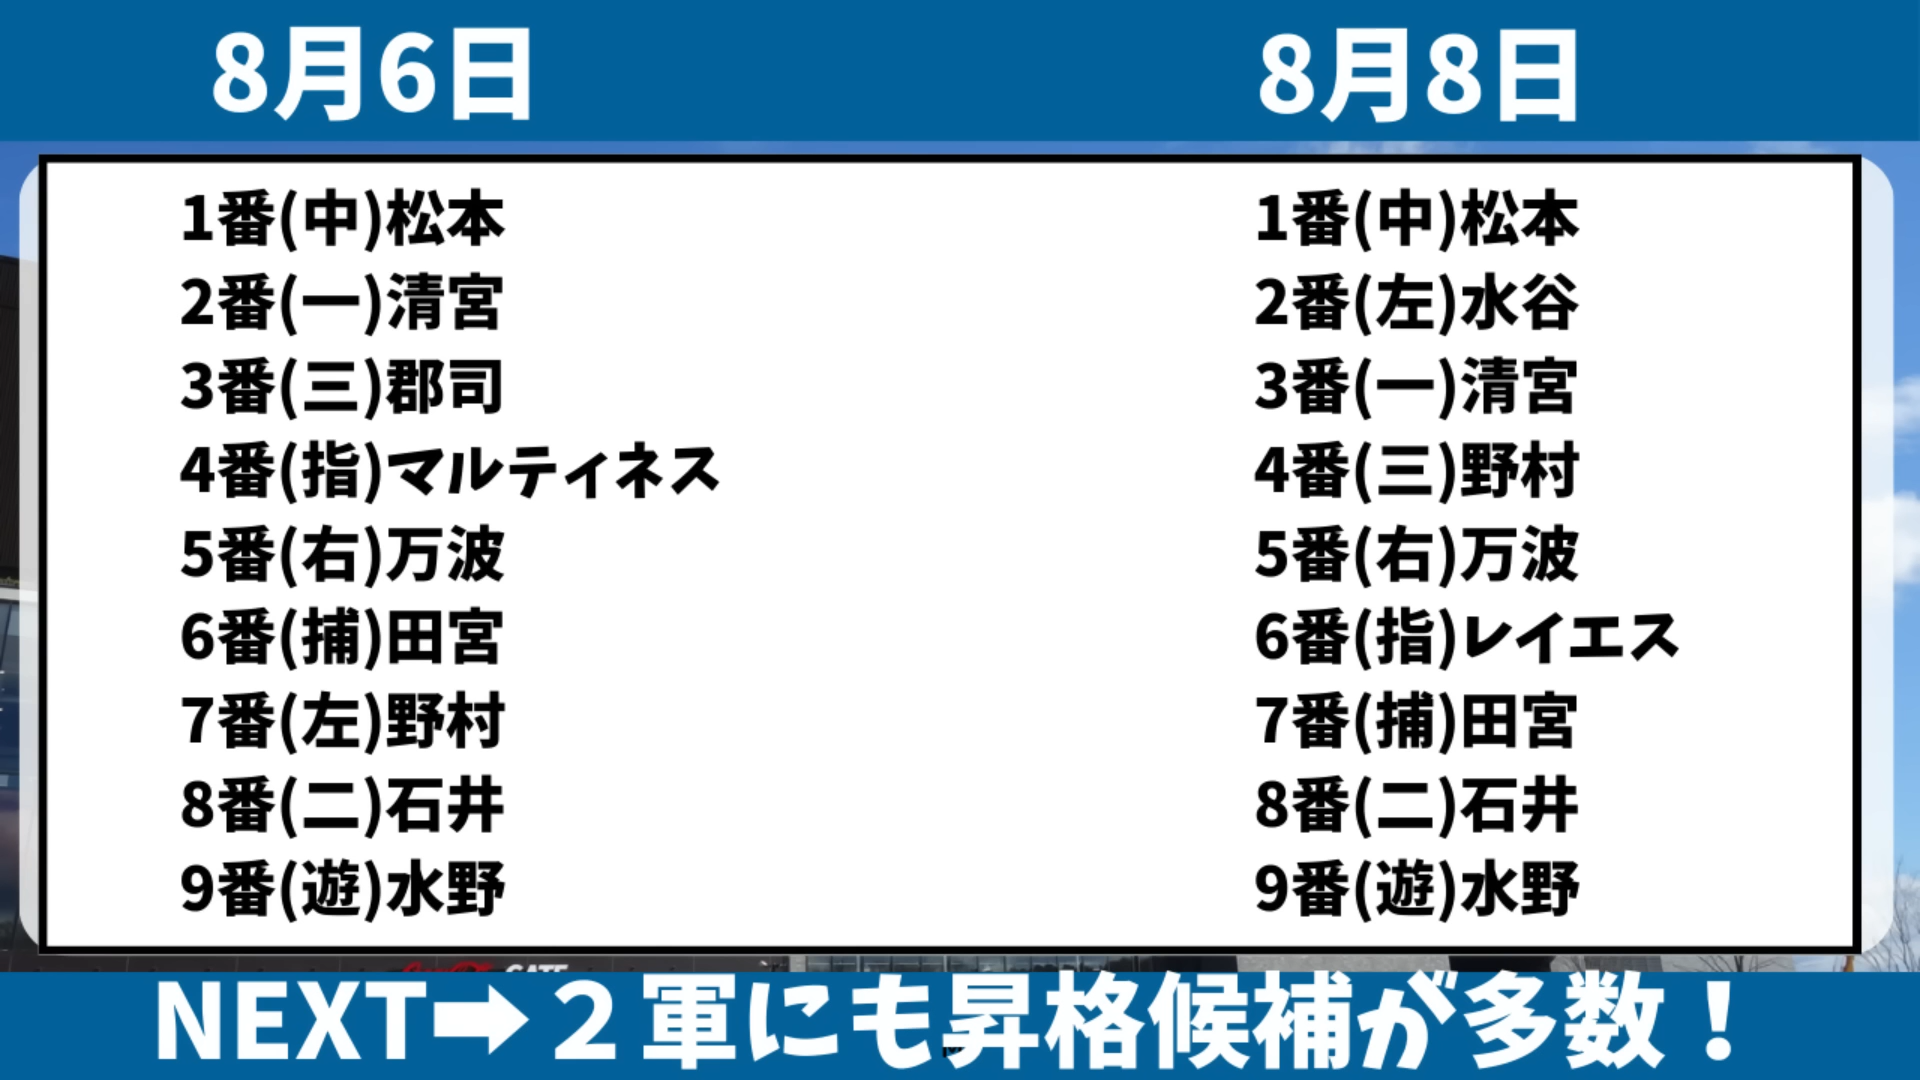 8月6日
8月8日
1番(中)松本
2番(一)清宮
3番(三)郡司
4番(指)マルティネス
5番(右)万波
6番(捕)田宮
7番(左)野村
8番(二)石井
9番(遊)水野
1番(中)松本
2番(左)水谷
3番(一)清宮
4番(三)野村
5番(右)万波
6番(指)レイエス
7番(捕)田宮
8番(二)石井
9番(遊)水野
NEXT➡２軍にも昇格候補が多数！